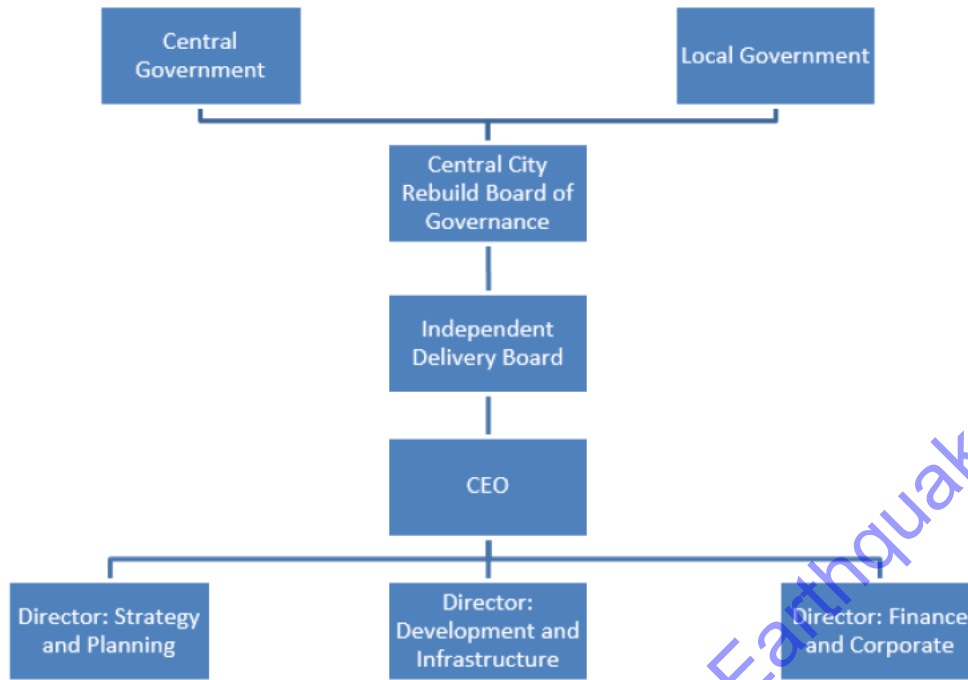 Central
Government
Local Government
Central City
Rebuild Board of
Governance
Independent
Delivery Board
CEO
Director: Strategy
and Planning
Director:
Development and
Infrastructure
Director: Finance
and Corporate